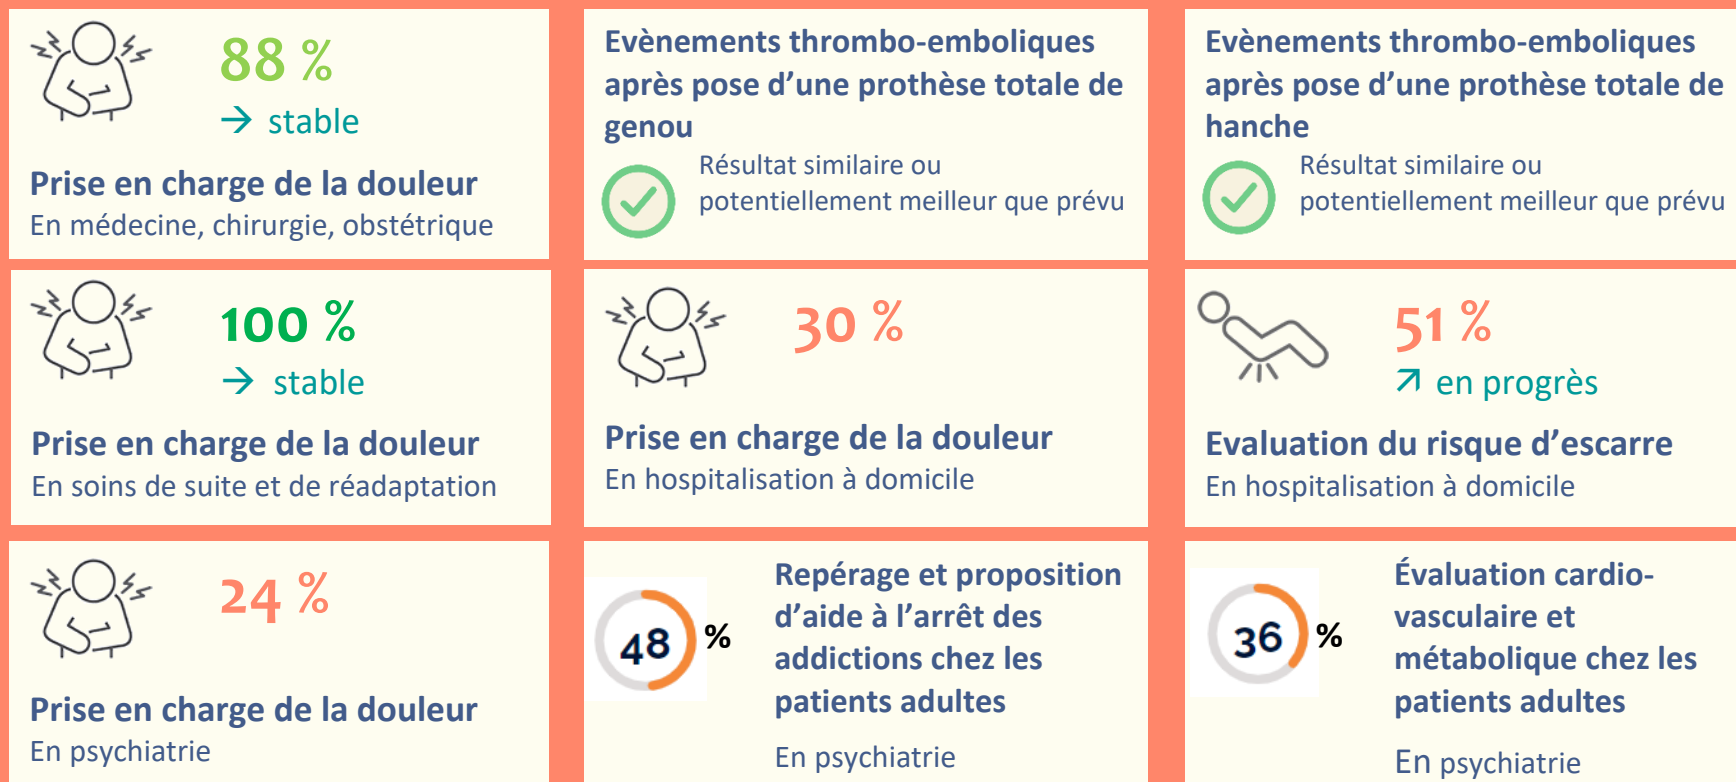 88 %
→ stable
Prise en charge de la douleur
En médecine, chirurgie, obstétrique
Evènements thrombo-emboliques
après pose d’une prothèse totale de
genou
Résultat similaire ou
potentiellement meilleur que prévu
Evènements thrombo-emboliques
après pose d’une prothèse totale de
hanche
Résultat similaire ou
potentiellement meilleur que prévu
100 %
→ stable
Prise en charge de la douleur
En soins de suite et de réadaptation
30 %
Prise en charge de la douleur
En hospitalisation à domicile
51 %
↗ en progrès
Evaluation du risque d’escarre
En hospitalisation à domicile
24 %
Prise en charge de la douleur
En psychiatrie
48 %
Repérage et proposition
d’aide à l’arrêt des
addictions chez les
patients adultes
En psychiatrie
36 %
Évaluation cardio-
vasculaire et
métabolique chez les
patients adultes
En psychiatrie